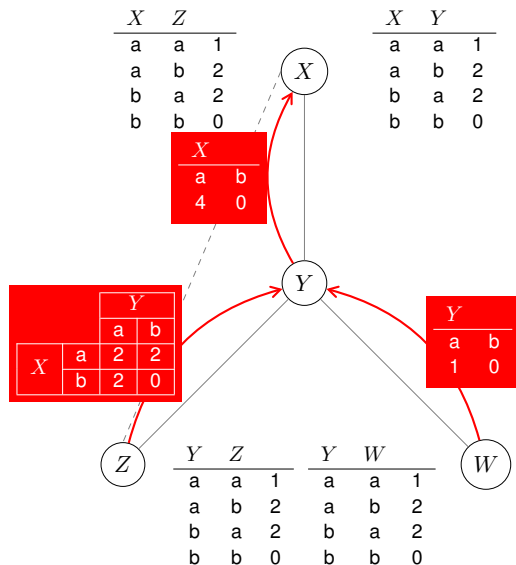 X Z
a a 1
a b 2
b a 2
b b 0
X Y
a a 1
a b 2
b a 2
b b 0
X
X
a b
4 0
Y
Y
a b
X a 2 2
b 2 0
Y
a b
1 0
Z
W
Y Z
a a 1
a b 2
b a 2
b b 0
Y W
a a 1
a b 2
b a 2
b b 0